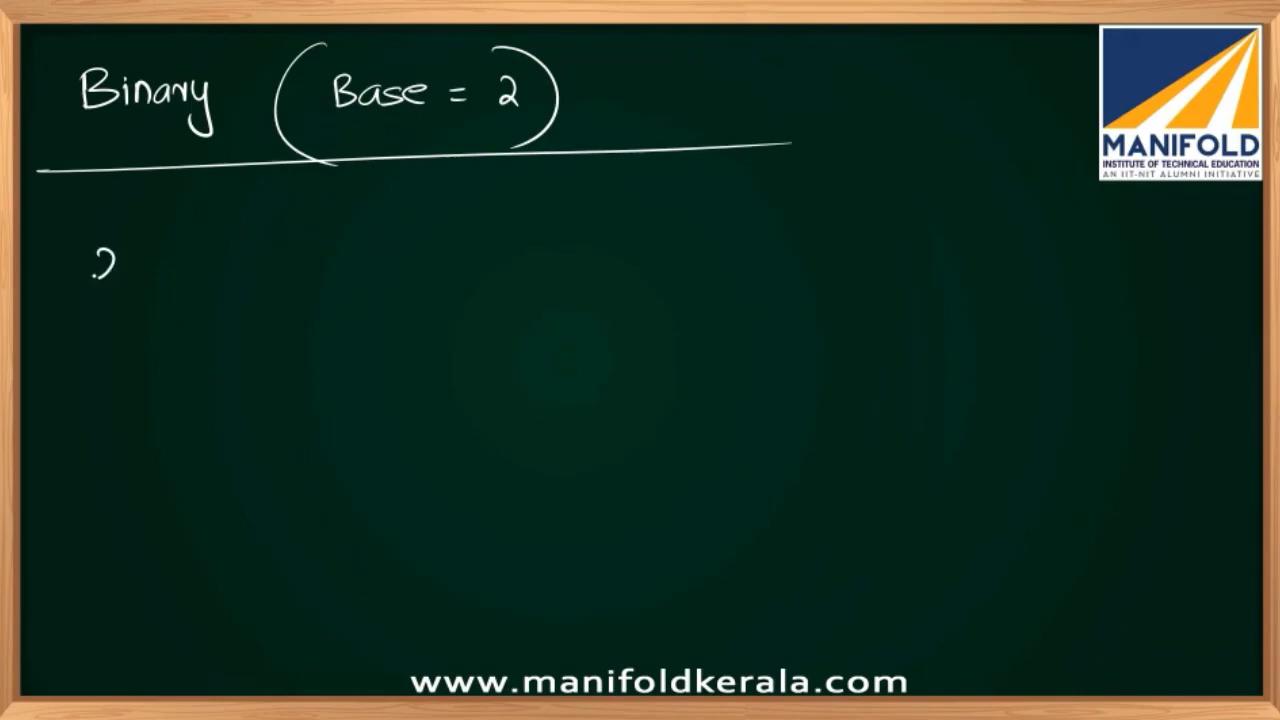 Binary (Base = 2)
MANIFOLD
INSTITUTE OF TECHNICAL EDUCATION
AN IIT-NIT ALUMNI INITIATIVE
www.manifoldkerala.com